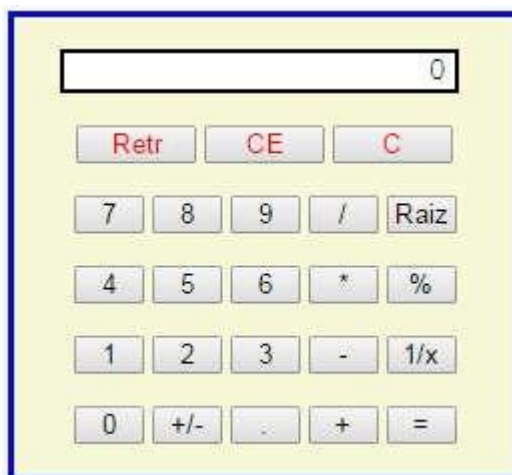 0
Retr CE C
7 8 9 / Raiz
4 5 6 * %
1 2 3 - 1/x
0 +/- . + =